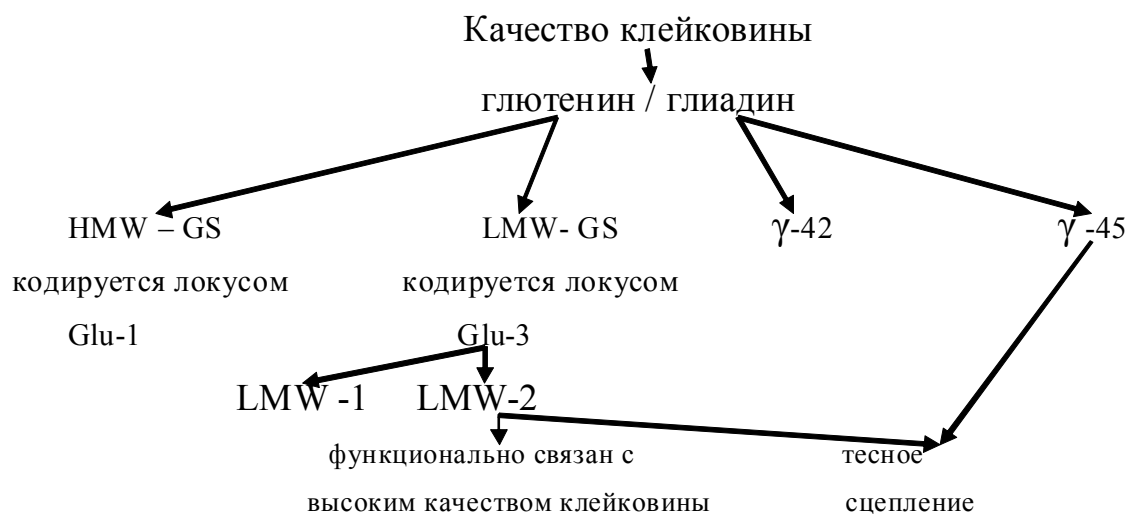 Качество клейковины
глютенин / глиадин
HMW – GS LMW- GS γ-42 γ -45
кодируется локусом кодируется локусом
Glu-1 Glu-3
LMW -1 LMW-2
функционально связан с тесное
высоким качеством клейковины сцепление